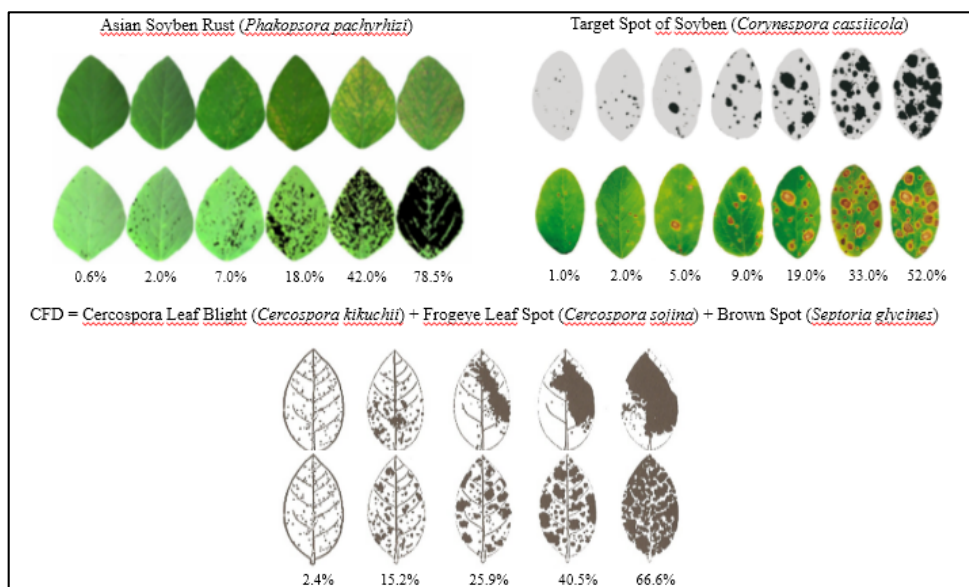 Asian Soyben Rust (Phakopsora pachyrhizi)
Target Spot of Soyben (Corynespora cassiicola)
0.6% 2.0% 7.0% 18.0% 42.0% 78.5%
1.0% 2.0% 5.0% 9.0% 19.0% 33.0% 52.0%
CFD = Cercospora Leaf Blight (Cercospora kikuchii) + Frogeye Leaf Spot (Cercospora sojina) + Brown Spot (Septoria glycines)
2.4% 15.2% 25.9% 40.5% 66.6%